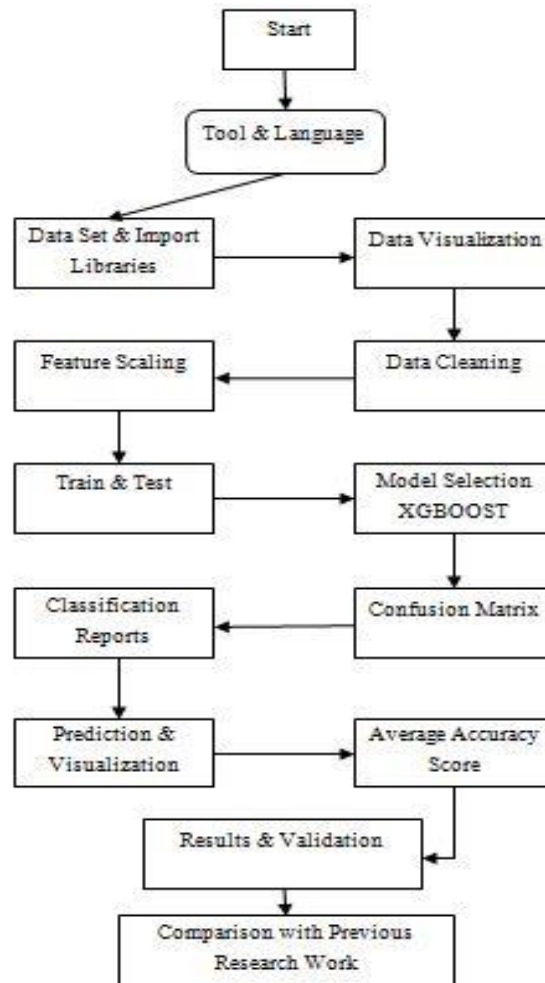 Start
Tool & Language
Data Set & Import
Libraries
Data Visualization
Feature Scaling
Data Cleaning
Train & Test
Model Selection
XGBOOST
Classification
Reports
Confusion Matrix
Prediction &
Visualization
Average Accuracy
Score
Results & Validation
Comparison with Previous
Research Work